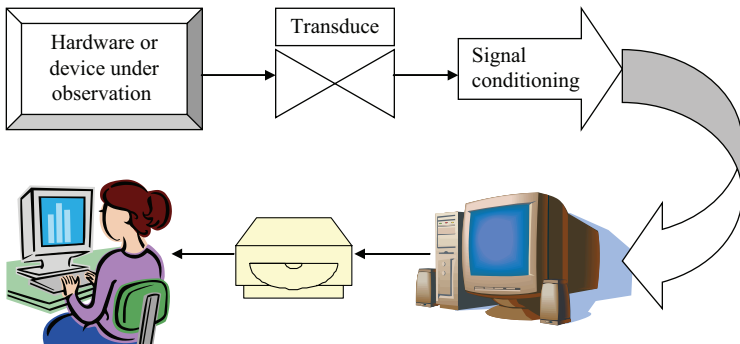 Hardware or
device under
observation
Transduce
Signal
conditioning